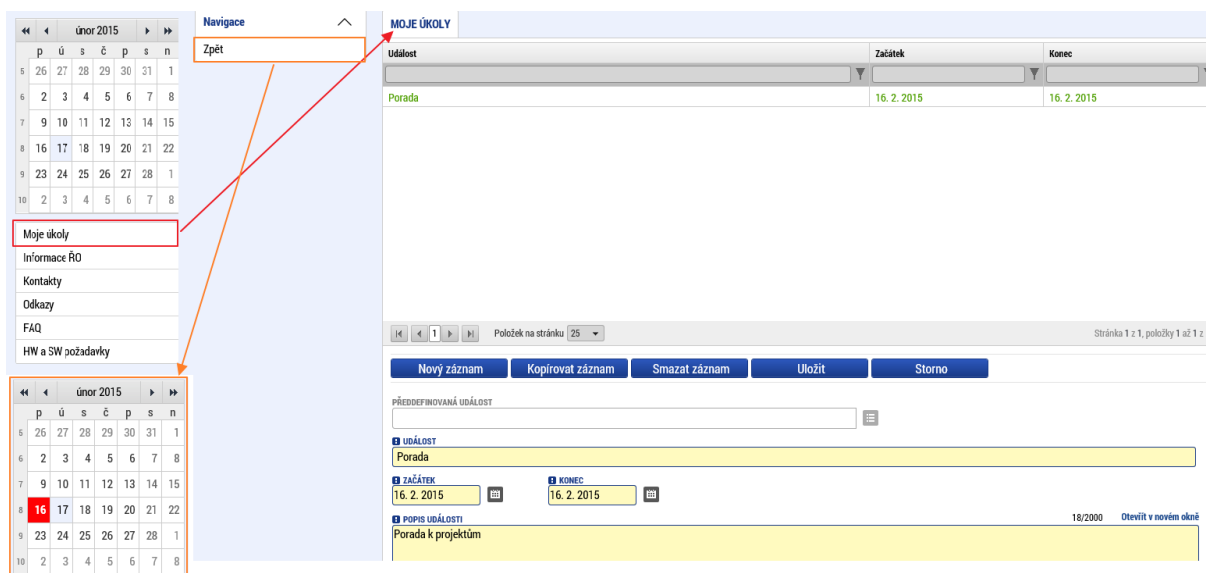 únor 2015
p ú s č p s n
5 26 27 28 29 30 31 1
6 2 3 4 5 6 7 8
7 9 10 11 12 13 14 15
8 16 17 18 19 20 21 22
9 23 24 25 26 27 28 1
10 2 3 4 5 6 7 8
Moje úkoly
Informace ŘO
Kontakty
Odkazy
FAQ
HW a SW požadavky
únor 2015
p ú s č p s n
5 26 27 28 29 30 31 1
6 2 3 4 5 6 7 8
7 9 10 11 12 13 14 15
8 16 17 18 19 20 21 22
9 23 24 25 26 27 28 1
10 2 3 4 5 6 7 8
Navigace
Zpět
MOJE ÚKOLY
Událost Začátek Konec
Porada 16. 2. 2015 16. 2. 2015
1 Položek na stránku 25 Stránka 1 z 1, položky 1 až 1 z
Nový záznam Kopírovat záznam Smazat záznam Uložit Storno
PŘEDDEFINOVANÁ UDÁLOST
UDÁLOST
Porada
ZAČÁTEK KONEC
16. 2. 2015 16. 2. 2015
POPIS UDÁLOSTI 18/2000 Otevřít v novém okně
Porada k projektům